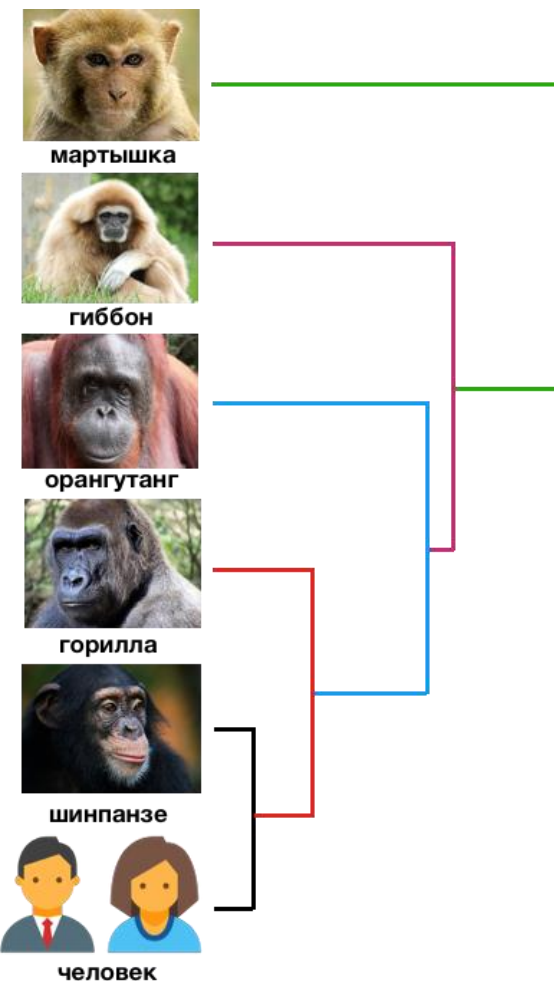 мартышка
гиббон
орангутанг
горилла
шинпанзе
человек